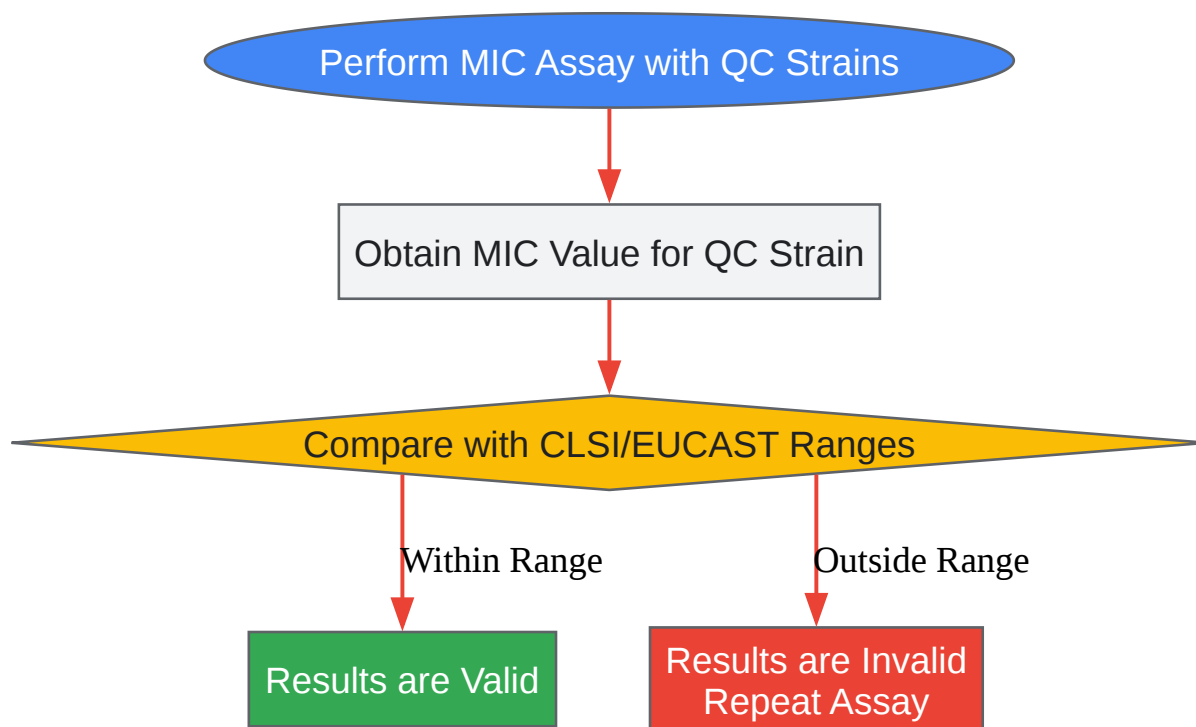 Perform MIC Assay with QC Strains
Obtain MIC Value for QC Strain
Compare with CLSI/EUCAST Ranges
Within Range
Outside Range
Results are Valid
Results are Invalid
Repeat Assay